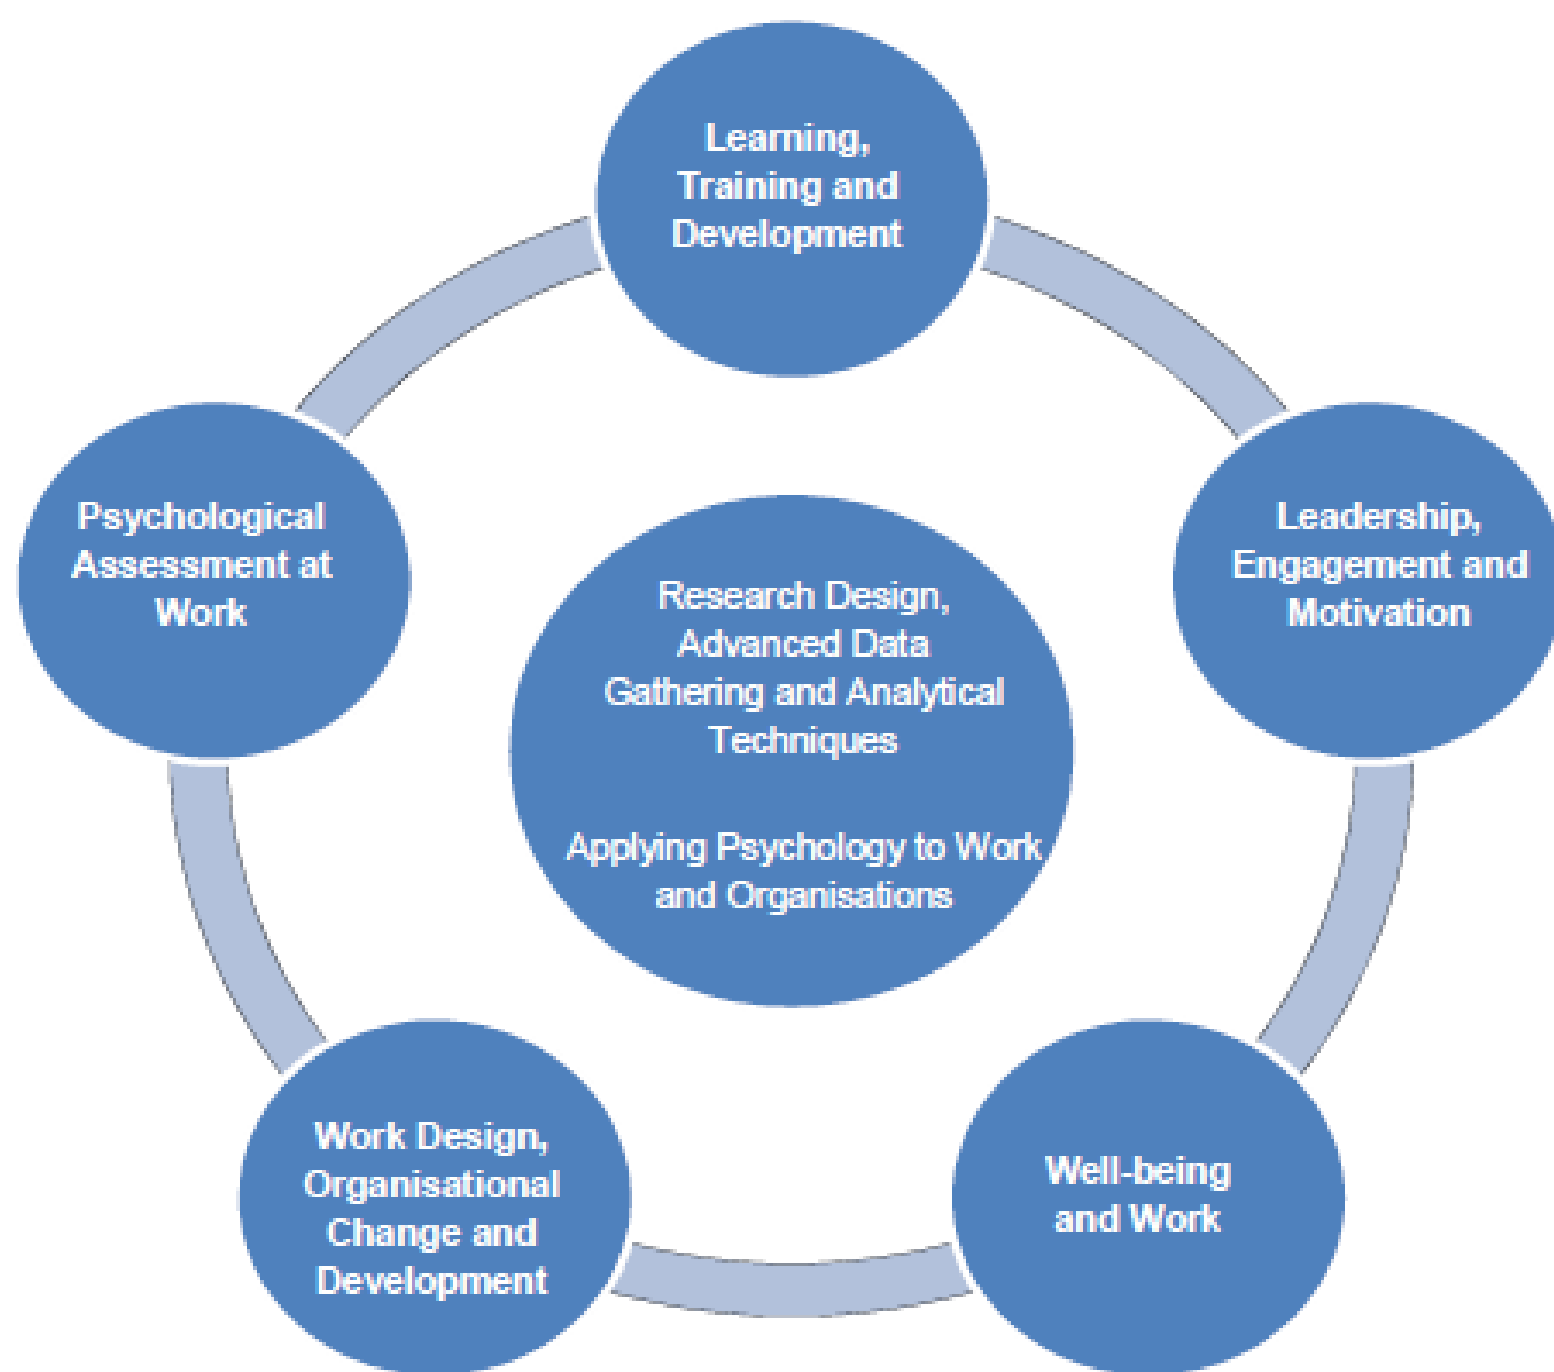 Learning,
Training and
Development
Psychological
Assessment at
Work
Leadership,
Engagement and
Motivation
Research Design,
Advanced Data
Gathering and Analytical
Techniques
Applying Psychology to Work
and Organisations
Work Design,
Organisational
Change and
Development
Well-being
and Work